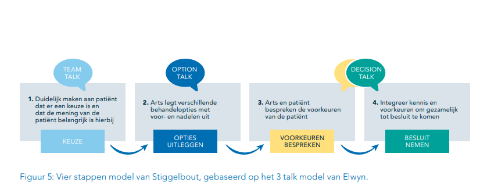 TEAM
TALK
OPTION
TALK
DECISION
TALK
1. Duidelijk maken aan patiënt
dat er een keuze is en
dat de mening van de
patiënt belangrijk is hierbij
2. Arts legt verschillende
behandelopties met
voor- en nadelen uit
3. Arts en patiënt
bespreken de voorkeuren
van de patiënt
4. Integreer kennis en
voorkeuren om gezamenlijk
tot besluit te komen
KEUZE
OPTIES
UITLEGGEN
VOORKEUREN
BESPREKEN
BESLUIT
NEMEN
Figuur 5: Vier stappen model van Stiggelbout, gebaseerd op het 3 talk model van Elwyn.